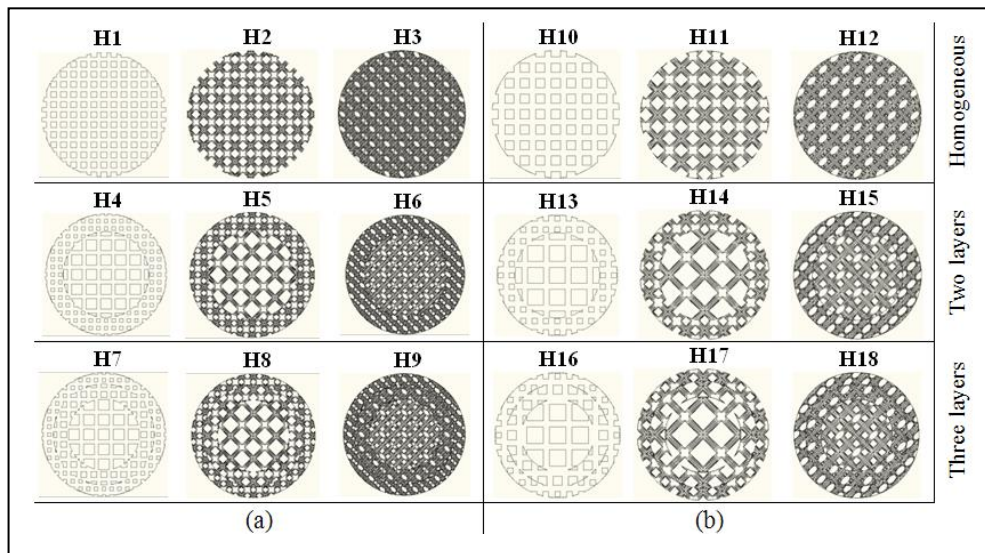 H1 H2 H3 H10 H11 H12
Homogeneous
H4 H5 H6 H13 H14 H15
Two layers
H7 H8 H9 H16 H17 H18
Three layers
(a) (b)